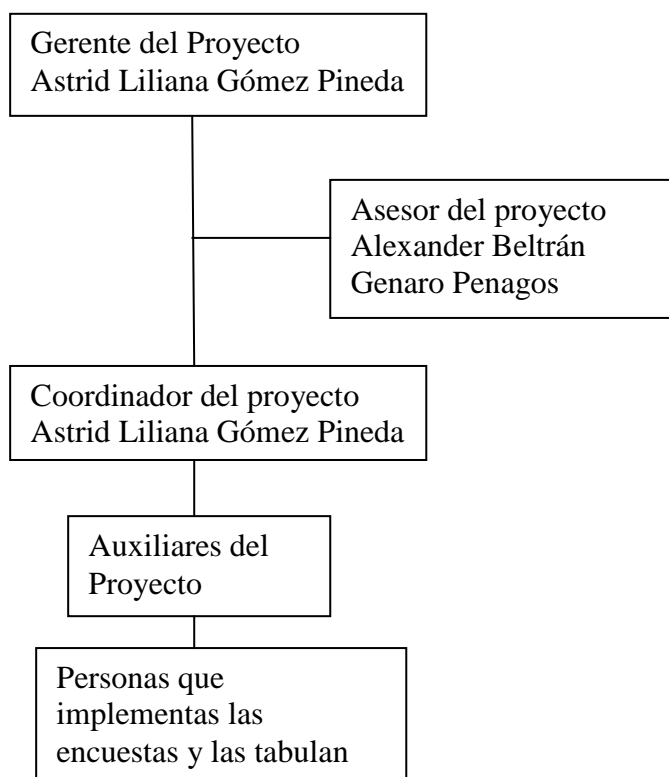 Gerente del Proyecto
Astrid Liliana Gómez Pineda
Asesor del proyecto
Alexander Beltrán
Genaro Penagos
Coordinador del proyecto
Astrid Liliana Gómez Pineda
Auxiliares del
Proyecto
Personas que
implementas las
encuestas y las tabulan